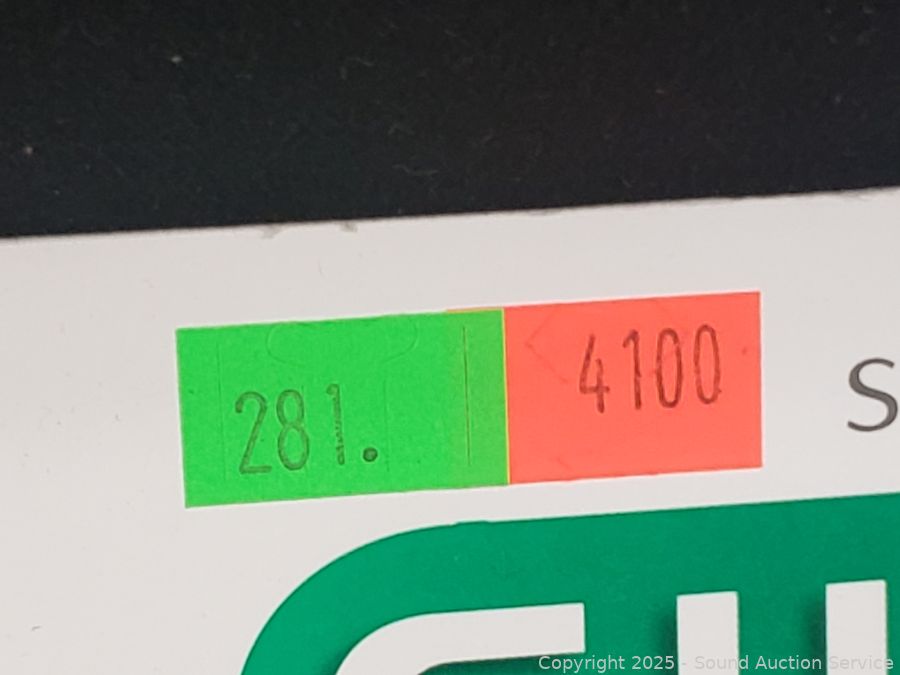 281.
4100
S
Copyright 2025 - Sound Auction Service